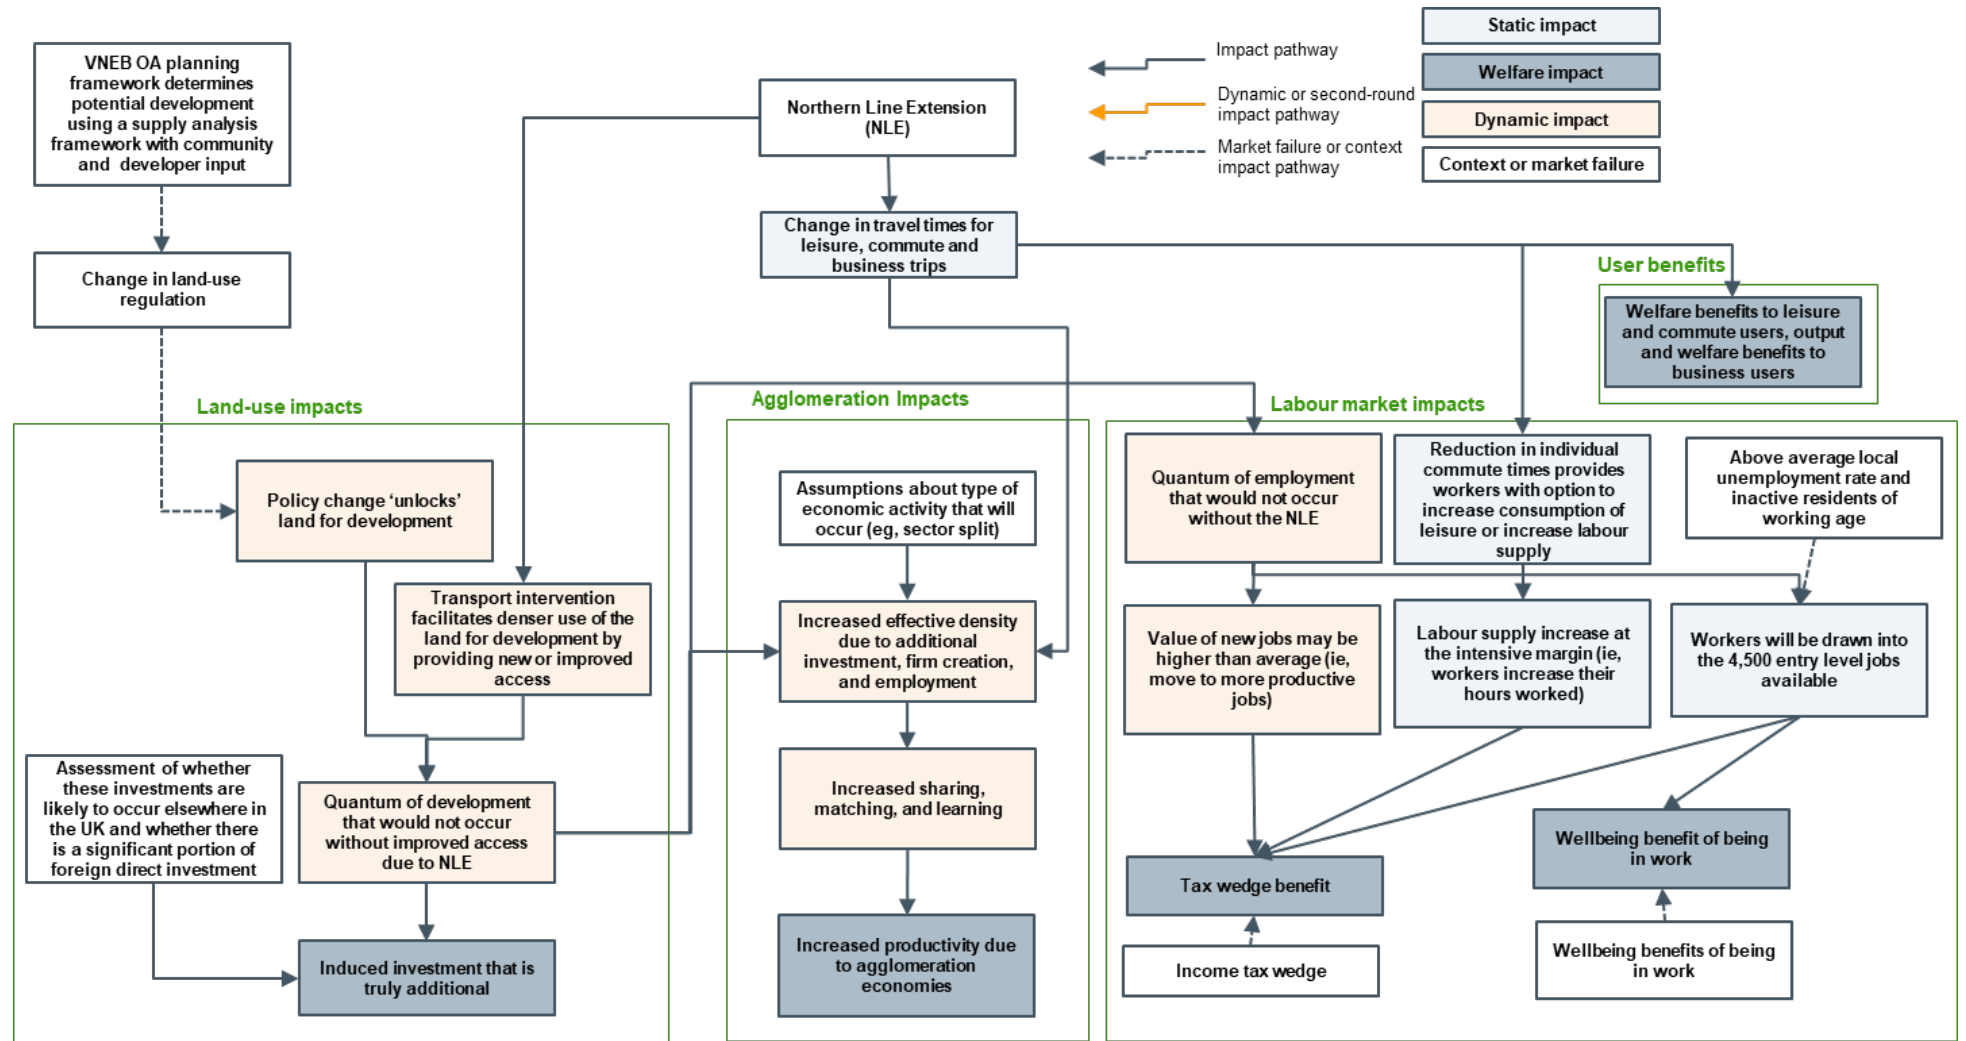 VNEB OA planning
framework determines
potential development
using a supply analysis
framework with community
and developer input
Change in land-use
regulation
Northern Line Extension
(NLE)
Change in travel times for
leisure, commute and
business trips
Impact pathway
Dynamic or second-round
impact pathway
Market failure or context
impact pathway
Static impact
Welfare impact
Dynamic impact
Context or market failure
User benefits
Welfare benefits to leisure
and commute users, output
and welfare benefits to
business users
Land-use impacts
Policy change ‘unlocks’
land for development
Transport intervention
facilitates denser use of the
land for development by
providing new or improved
access
Assessment of whether
these investments are
likely to occur elsewhere in
the UK and whether there
is a significant portion of
foreign direct investment
Quantum of development
that would not occur
without improved access
due to NLE
Induced investment that is
truly additional
Agglomeration Impacts
Assumptions about type of
economic activity that will
occur (eg, sector split)
Increased effective density
due to additional
investment, firm creation,
and employment
Increased sharing,
matching, and learning
Increased productivity due
to agglomeration
economies
Labour market impacts
Quantum of employment
that would not occur
without the NLE
Reduction in individual
commute times provides
workers with option to
increase consumption of
leisure or increase labour
supply
Above average local
unemployment rate and
inactive residents of
working age
Value of new jobs may be
higher than average (ie,
move to more productive
jobs)
Labour supply increase at
the intensive margin (ie,
workers increase their
hours worked)
Workers will be drawn into
the 4,500 entry level jobs
available
Tax wedge benefit
Wellbeing benefit of being
in work
Income tax wedge
Wellbeing benefits of being
in work